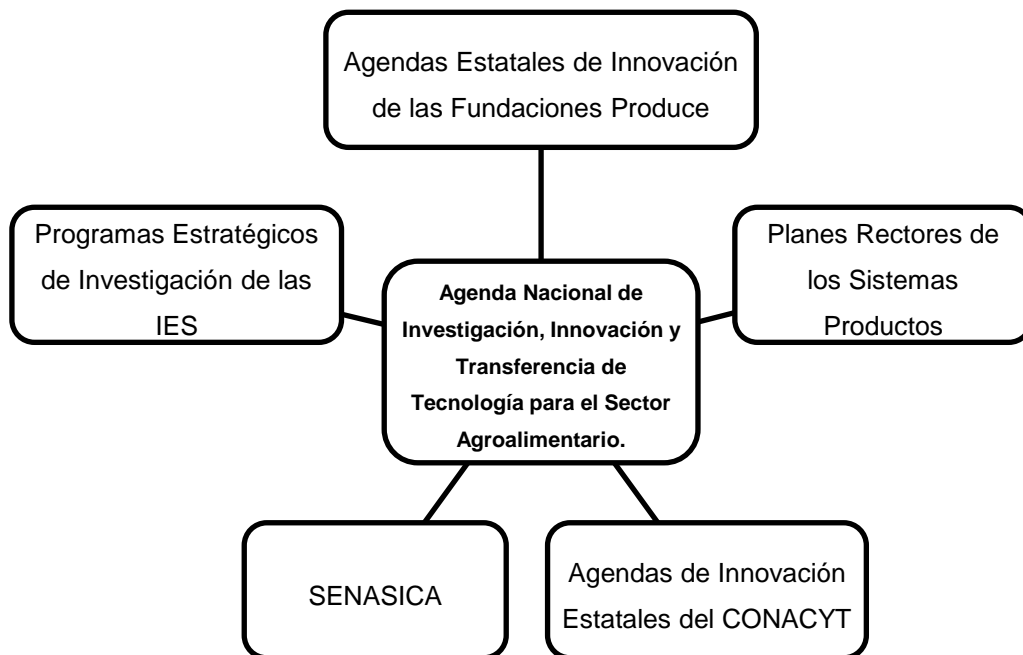 Agendas Estatales de Innovación
de las Fundaciones Produce
Programas Estratégicos
de Investigación de las
IES
Planes Rectores de
los Sistemas
Productos
Agenda Nacional de
Investigación, Innovación y
Transferencia de
Tecnología para el Sector
Agroalimentario.
SENASICA
Agendas de Innovación
Estatales del CONACYT